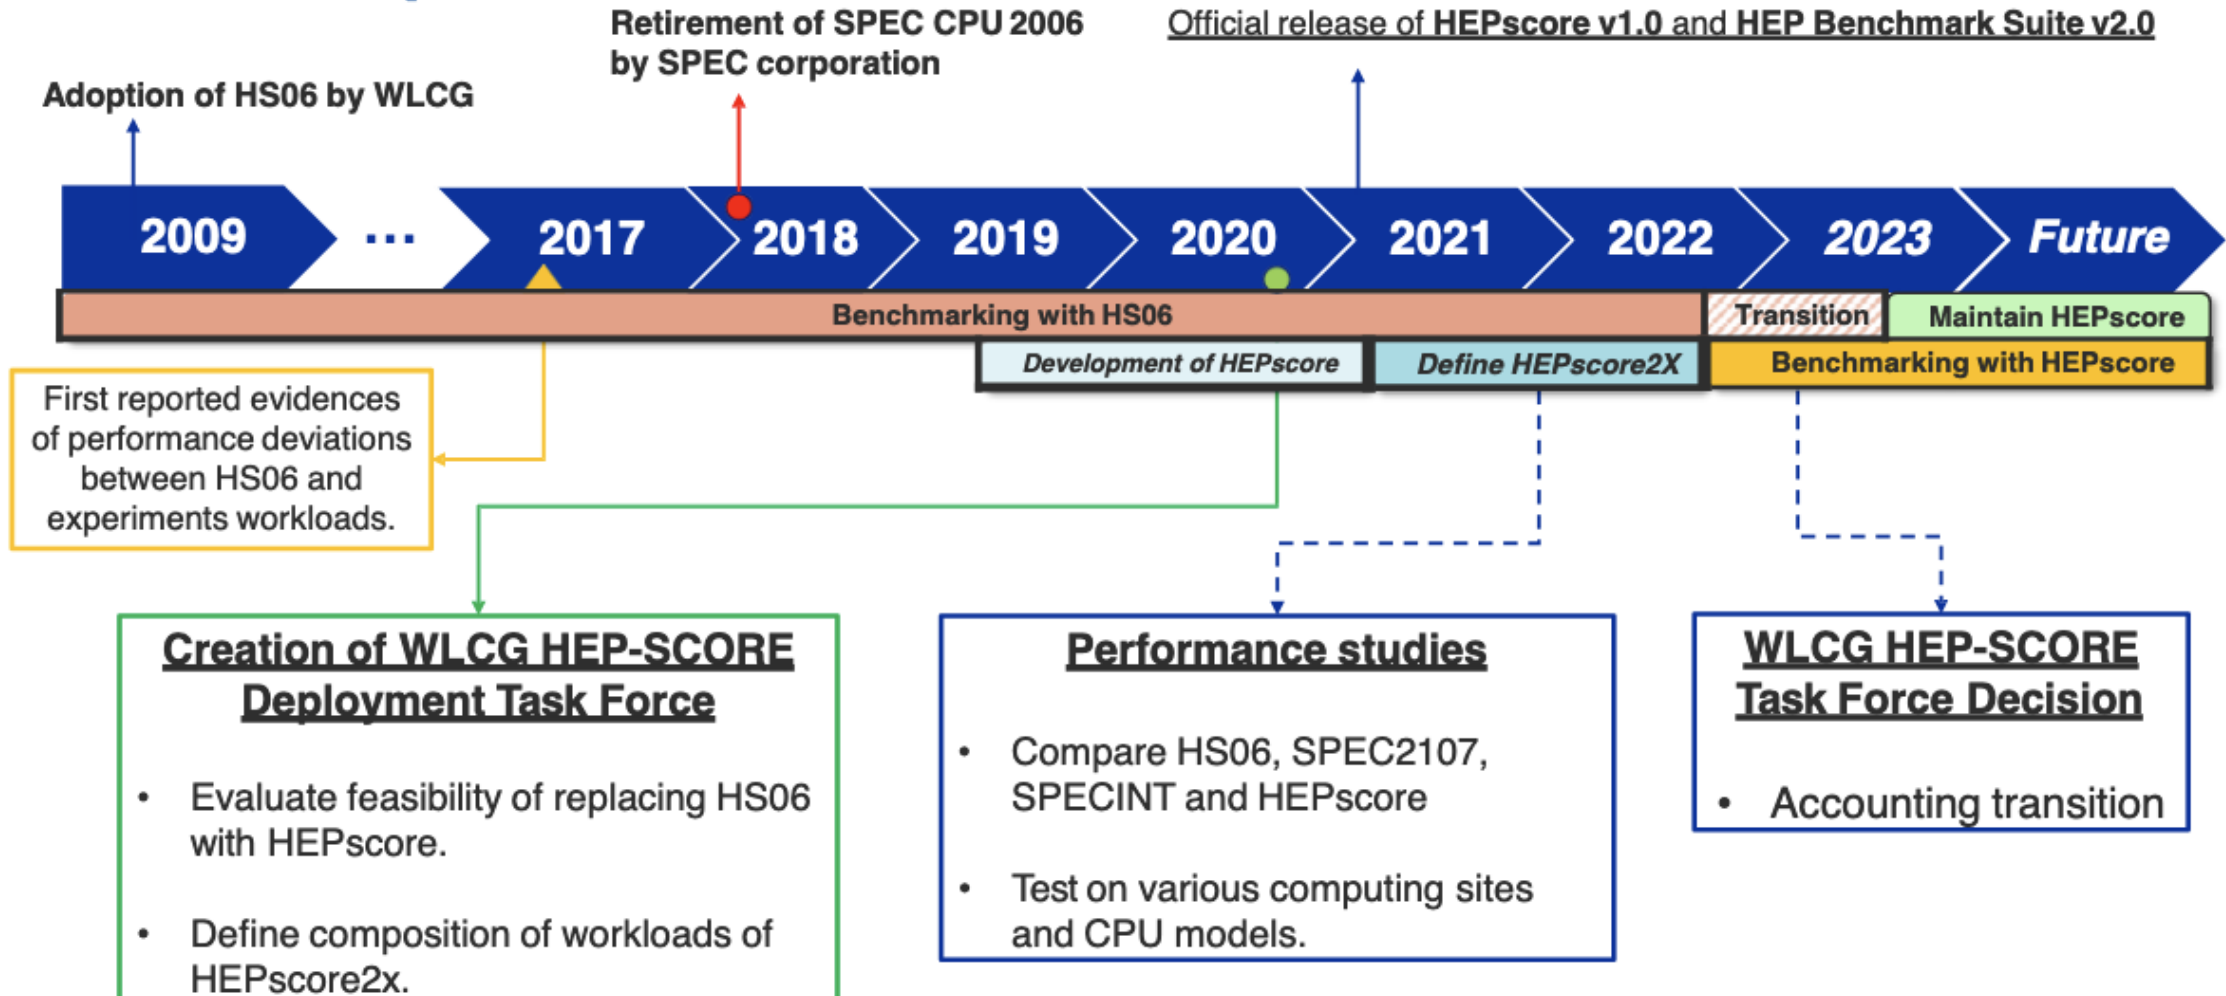 Retirement of SPEC CPU 2006
by SPEC corporation
Official release of HEPscore v1.0 and HEP Benchmark Suite v2.0
Adoption of HS06 by WLCG
2009
...
2017
2018
2019
2020
2021
2022
2023
Future
Benchmarking with HS06
Transition
Maintain HEPscore
Development of HEPscore
Define HEPscore2X
Benchmarking with HEPscore
First reported evidences
of performance deviations
between HS06 and
experiments workloads.
Creation of WLCG HEP-SCORE
Deployment Task Force
• Evaluate feasibility of replacing HS06
with HEPscore.
• Define composition of workloads of
HEPscore2x.
Performance studies
• Compare HS06, SPEC2107,
SPECINT and HEPscore
• Test on various computing sites
and CPU models.
WLCG HEP-SCORE
Task Force Decision
• Accounting transition